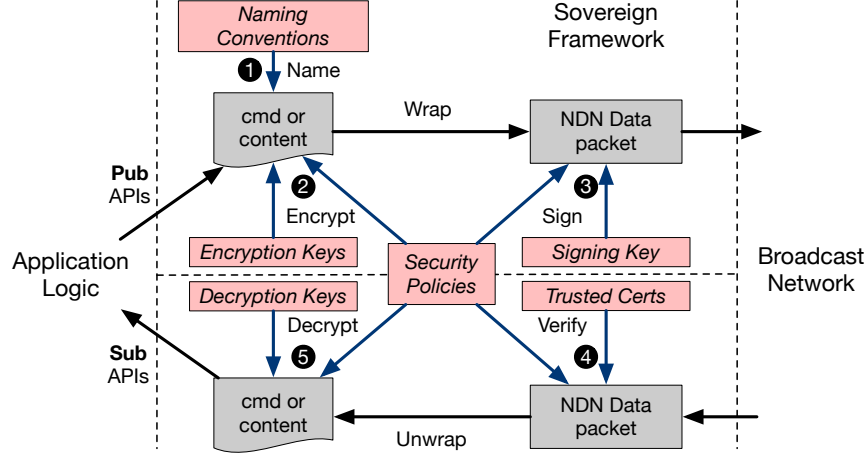 Naming
Conventions
Sovereign
Framework
1 Name
cmd or
content
Wrap
NDN Data
packet
Pub
APIs
2
Encrypt
3
Sign
Application
Logic
Encryption Keys
Security
Policies
Signing Key
Broadcast
Network
Decryption Keys
Trusted Certs
Decrypt
5
Verify
4
Sub
APIs
cmd or
content
Unwrap
NDN Data
packet